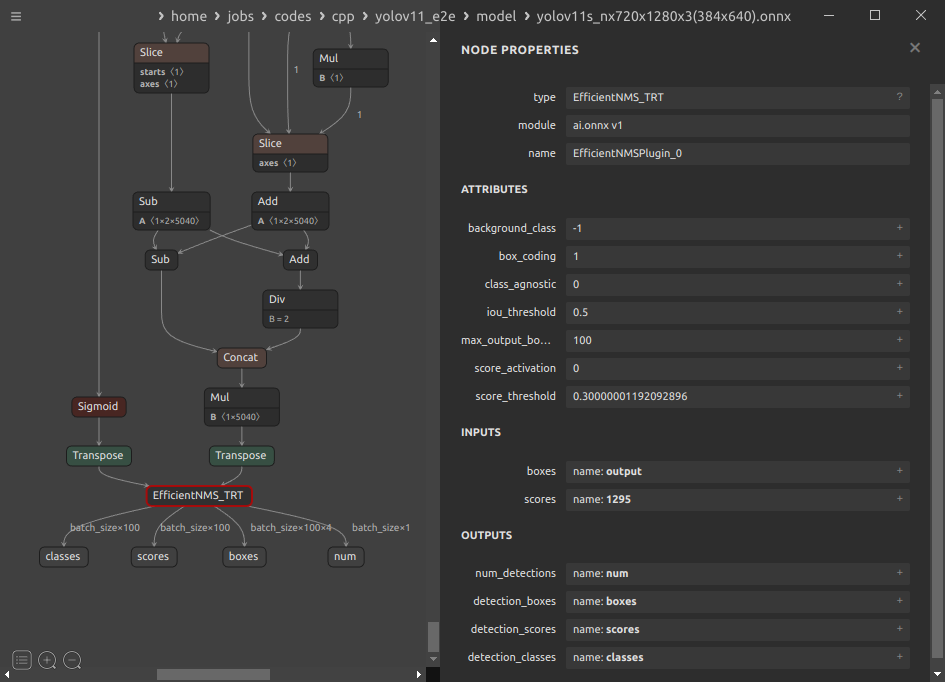 › home › jobs › codes › cpp › yolov11_e2e › model › yolov11s_nx720x1280x3(384x640).onnx
Slice
starts ⟨1⟩
axes ⟨1⟩
Mul
B ⟨1⟩
1
1
Slice
axes ⟨1⟩
Sub
A ⟨1×2×5040⟩
Add
A ⟨1×2×5040⟩
Sub
Add
Div
B = 2
Concat
Mul
B ⟨1×5040⟩
Sigmoid
Transpose
Transpose
EfficientNMS_TRT
batch_size×100
batch_size×100
batch_size×100×4
batch_size×1
classes
scores
boxes
num
NODE PROPERTIES
type EfficientNMS_TRT ?
module ai.onnx v1
name EfficientNMSPlugin_0
ATTRIBUTES
background_class -1 +
box_coding 1 +
class_agnostic 0 +
iou_threshold 0.5 +
max_output_bo... 100 +
score_activation 0 +
score_threshold 0.30000001192092896 +
INPUTS
boxes name: output +
scores name: 1295 +
OUTPUTS
num_detections name: num +
detection_boxes name: boxes +
detection_scores name: scores +
detection_classes name: classes +